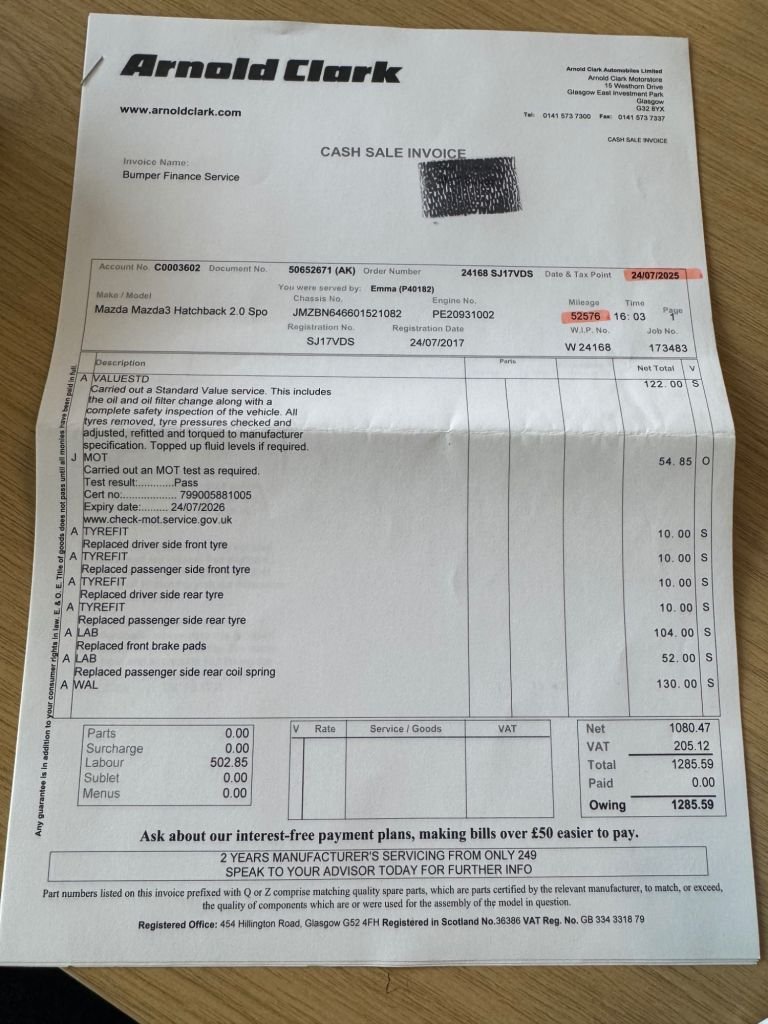 Arnold Clark
www.arnoldclark.com
Arnold Clark Automobiles Limited
Arnold Clark Motorstore
15 Westhorn Drive
Glasgow East Investment Park
Glasgow
G32 8YX
Tel: 0141 573 7300 Fax: 0141 573 7337
CASH SALE INVOICE
CASH SALE INVOICE
Invoice Name:
Bumper Finance Service
Account No. C0003602 Document No. 50652671 (AK) Order Number 24168 SJ17VDS Date & Tax Point 24/07/2025
You were served by: Emma (P40182)
Make / Model Chassis No. Engine No. Mileage Time Page
Mazda Mazda3 Hatchback 2.0 Spo JMZBN646601521082 PE20931002 52576 16: 03 1
Registration No. Registration Date W.I.P. No. Job No.
SJ17VDS 24/07/2017 W 24168 173483
Description Parts Net Total V
A VALUESTD 122.00 S
Carried out a Standard Value service. This includes
the oil and oil filter change along with a
complete safety inspection of the vehicle. All
tyres removed, tyre pressures checked and
adjusted, refitted and torqued to manufacturer
specification. Topped up fluid levels if required.
J MOT 54.85 O
Carried out an MOT test as required.
Test result:............Pass
Cert no:.................. 799005881005
Expiry date:......... 24/07/2026
www.check-mot.service.gov.uk
A TYREFIT 10.00 S
Replaced driver side front tyre
A TYREFIT 10.00 S
Replaced passenger side front tyre
A TYREFIT 10.00 S
Replaced driver side rear tyre
A TYREFIT 10.00 S
Replaced passenger side rear tyre
A LAB 104.00 S
Replaced front brake pads
A LAB 52.00 S
Replaced passenger side rear coil spring
A WAL 130.00 S
Any guarantee is in addition to your consumer rights in law. E. & O. E. Title of goods does not pass until all monies have been paid in full.
Parts 0.00
Surcharge 0.00
Labour 502.85
Sublet 0.00
Menus 0.00
V Rate Service / Goods VAT
Net 1080.47
VAT 205.12
Total 1285.59
Paid 0.00
Owing 1285.59
Ask about our interest-free payment plans, making bills over £50 easier to pay.
2 YEARS MANUFACTURER'S SERVICING FROM ONLY 249
SPEAK TO YOUR ADVISOR TODAY FOR FURTHER INFO
Part numbers listed on this invoice prefixed with Q or Z comprise matching quality spare parts, which are parts certified by the relevant manufacturer, to match, or exceed,
the quality of components which are or were used for the assembly of the model in question.
Registered Office: 454 Hillington Road, Glasgow G52 4FH Registered in Scotland No.36386 VAT Reg. No. GB 334 3318 79